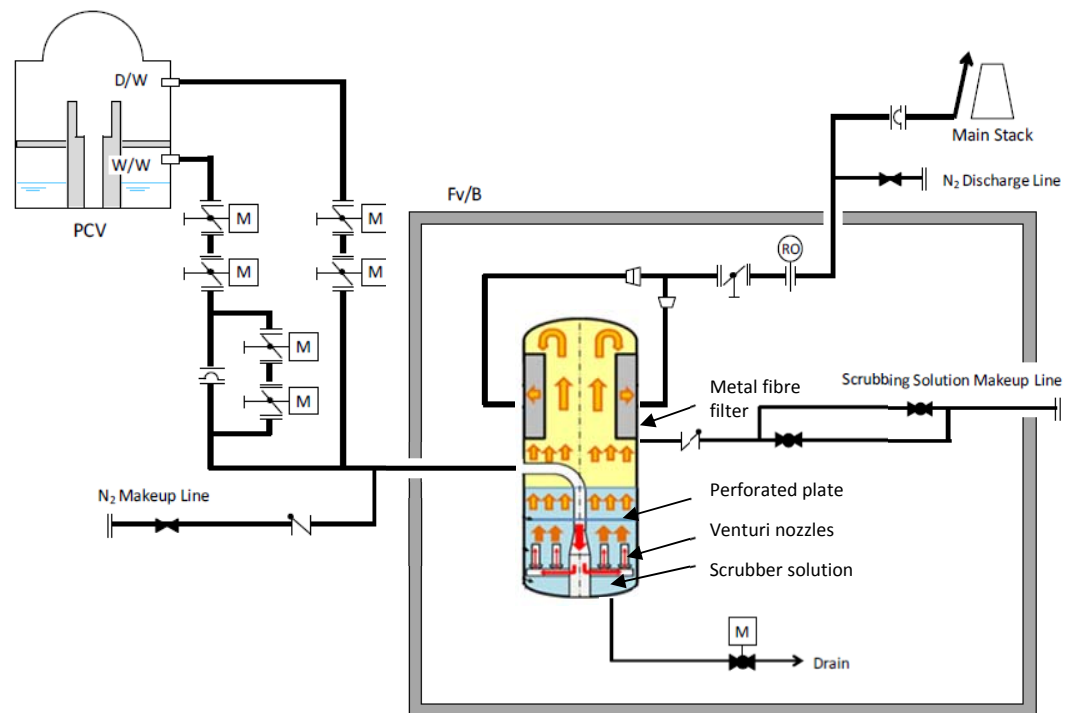 D/W
W/W
PCV
M
M
M
M
M
M
Fv/B
RO
Main Stack
N₂ Discharge Line
Metal fibre
filter
Scrubbing Solution Makeup Line
N₂ Makeup Line
Perforated plate
Venturi nozzles
Scrubber solution
M
Drain